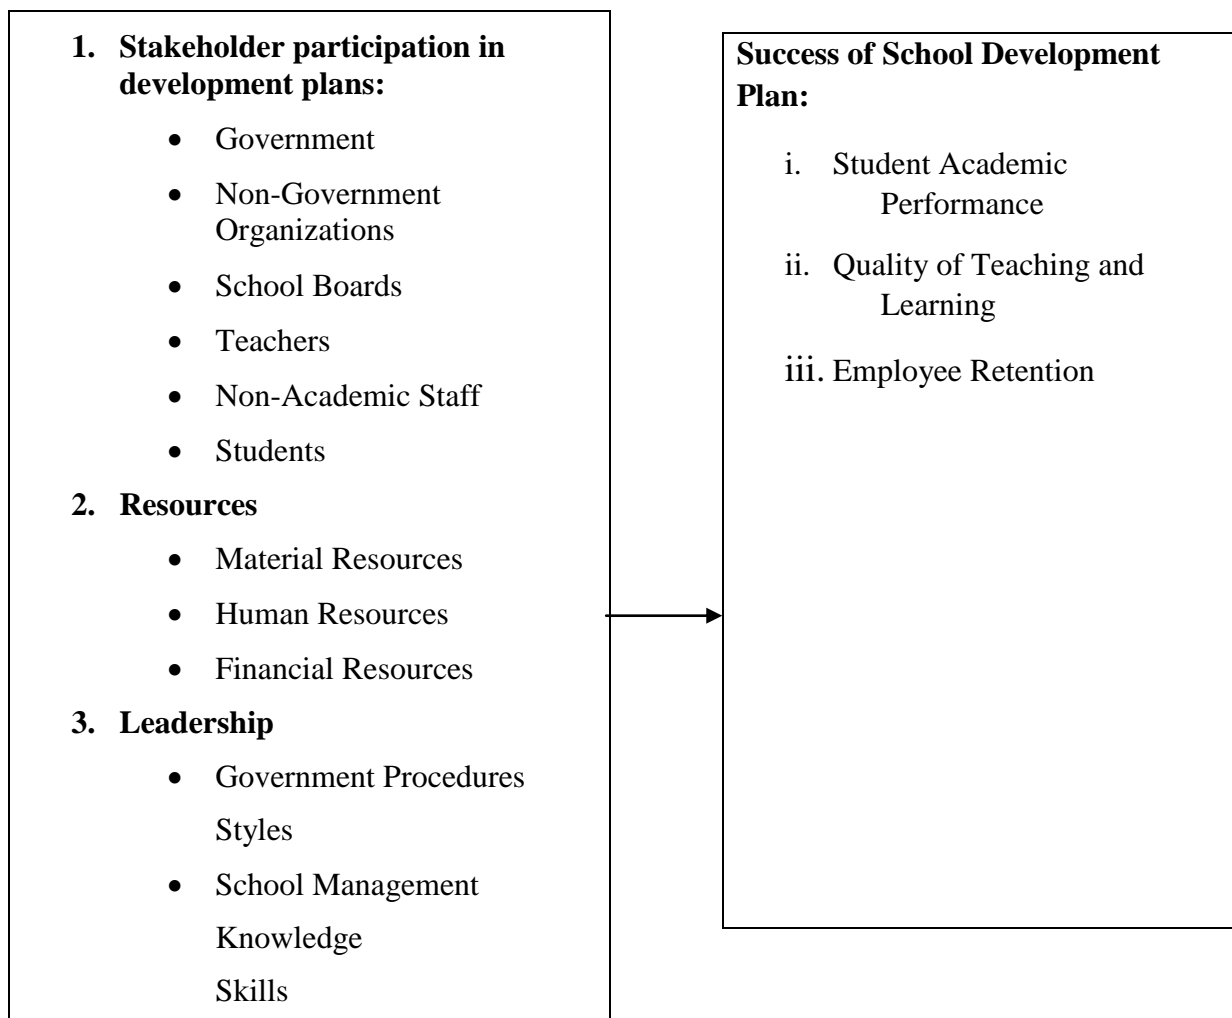 1. Stakeholder participation in
development plans:
• Government
• Non-Government
Organizations
• School Boards
• Teachers
• Non-Academic Staff
• Students
2. Resources
• Material Resources
• Human Resources
• Financial Resources
3. Leadership
• Government Procedures
Styles
• School Management
Knowledge
Skills
Success of School Development
Plan:
i. Student Academic
Performance
ii. Quality of Teaching and
Learning
iii. Employee Retention